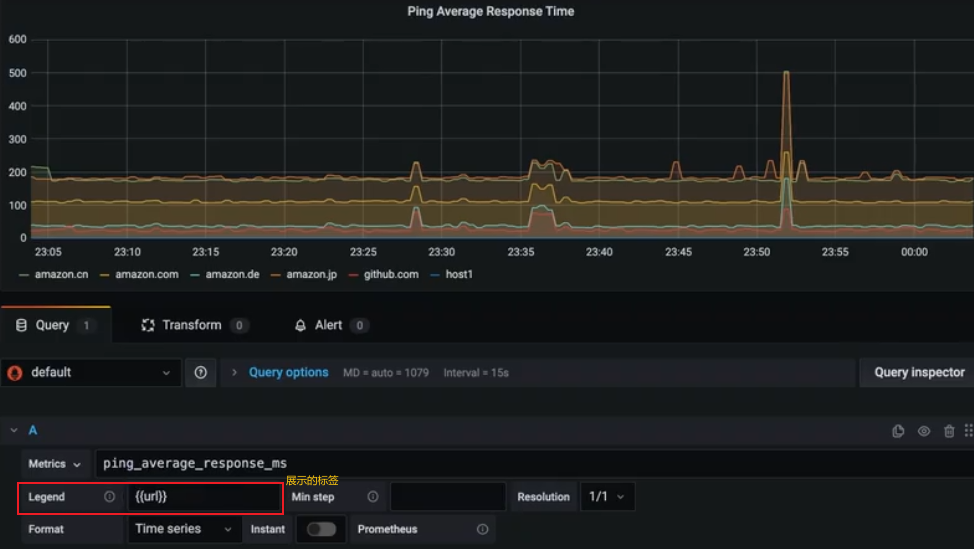 Ping Average Response Time
600
500
400
300
200
100
0
23:05 23:10 23:15 23:20 23:25 23:30 23:35 23:40 23:45 23:50 23:55 00:00
amazon.cn amazon.com amazon.de amazon.jp github.com host1
Query 1 Transform 0 Alert 0
default Query options MD = auto = 1079 Interval = 15s Query inspector
A
Metrics ping_average_response_ms
展示的标签
Legend {{url}} Min step Resolution 1/1
Format Time series Instant Prometheus